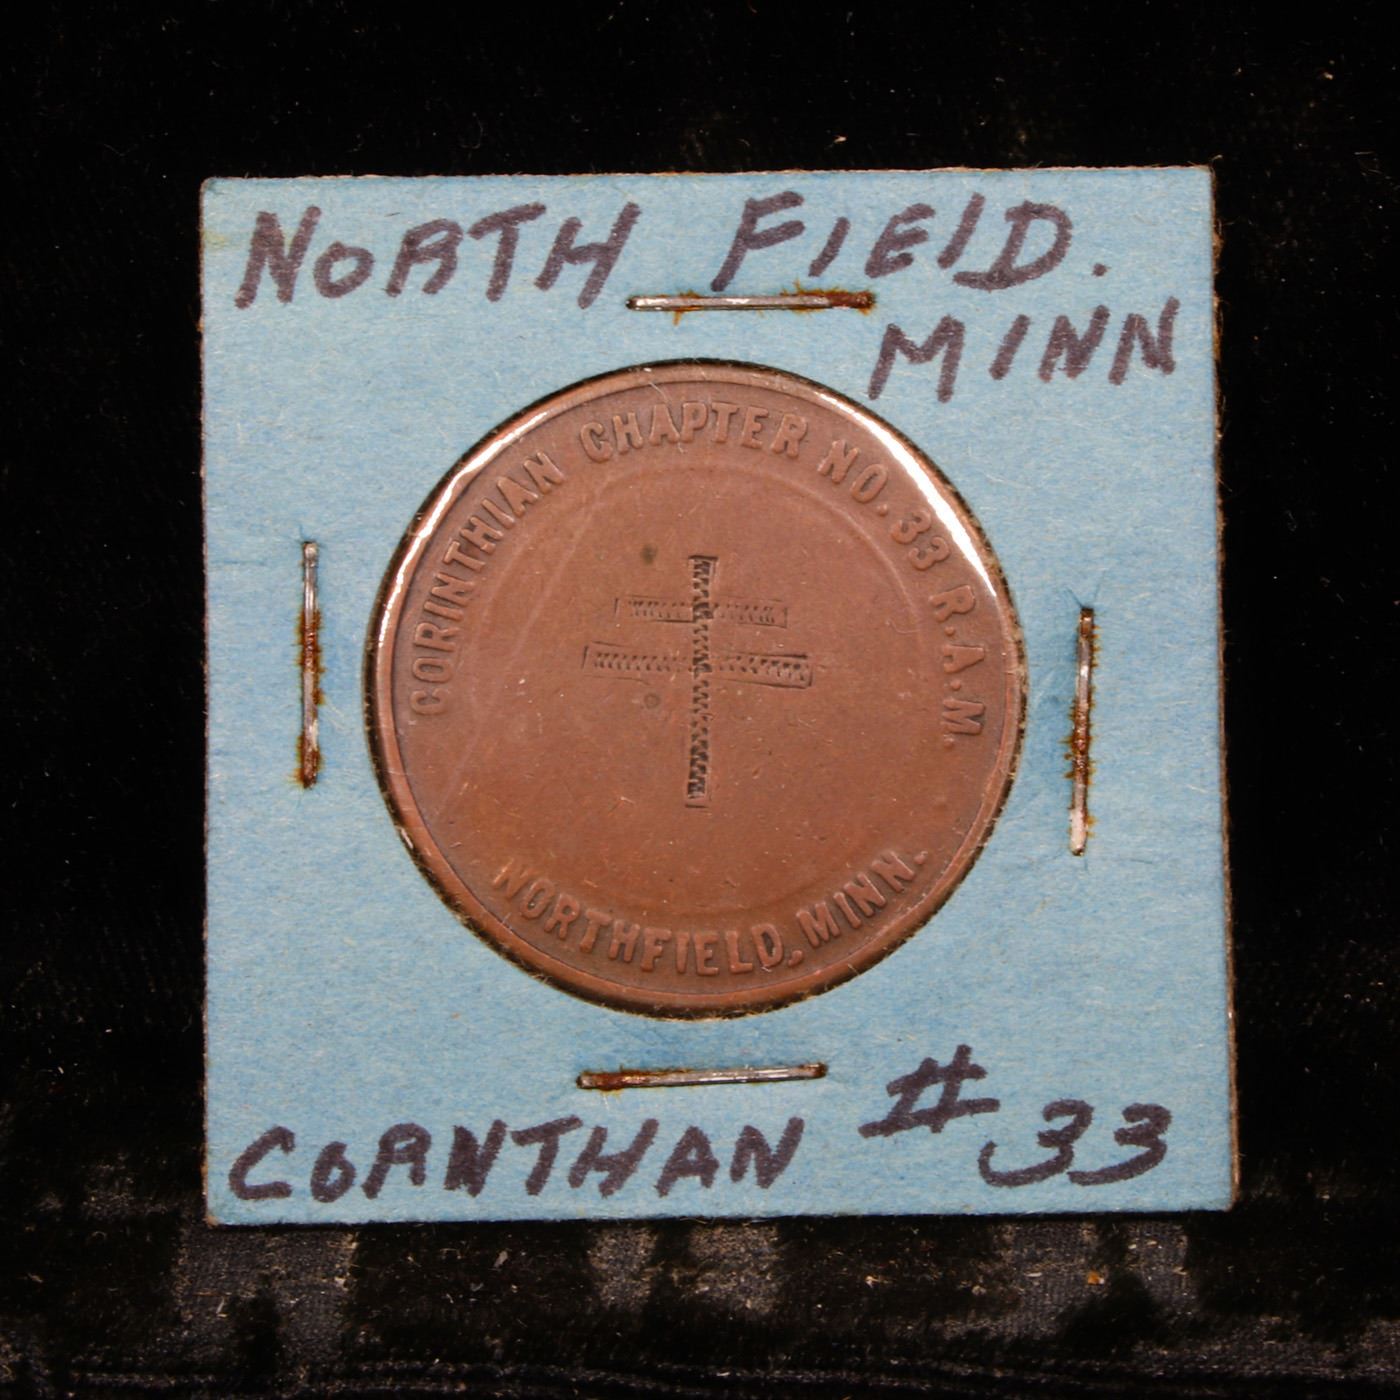 NORTH FIELD.
MINN
CORINTHIAN CHAPTER NO. 33 R.A.M.
NORTHFIELD, MINN.
CORNTHAN #33